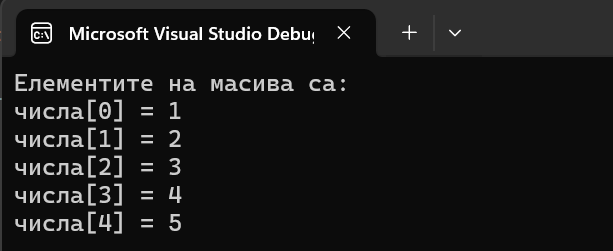 Microsoft Visual Studio Debug
Елементите на масива са:
числа[0] = 1
числа[1] = 2
числа[2] = 3
числа[3] = 4
числа[4] = 5